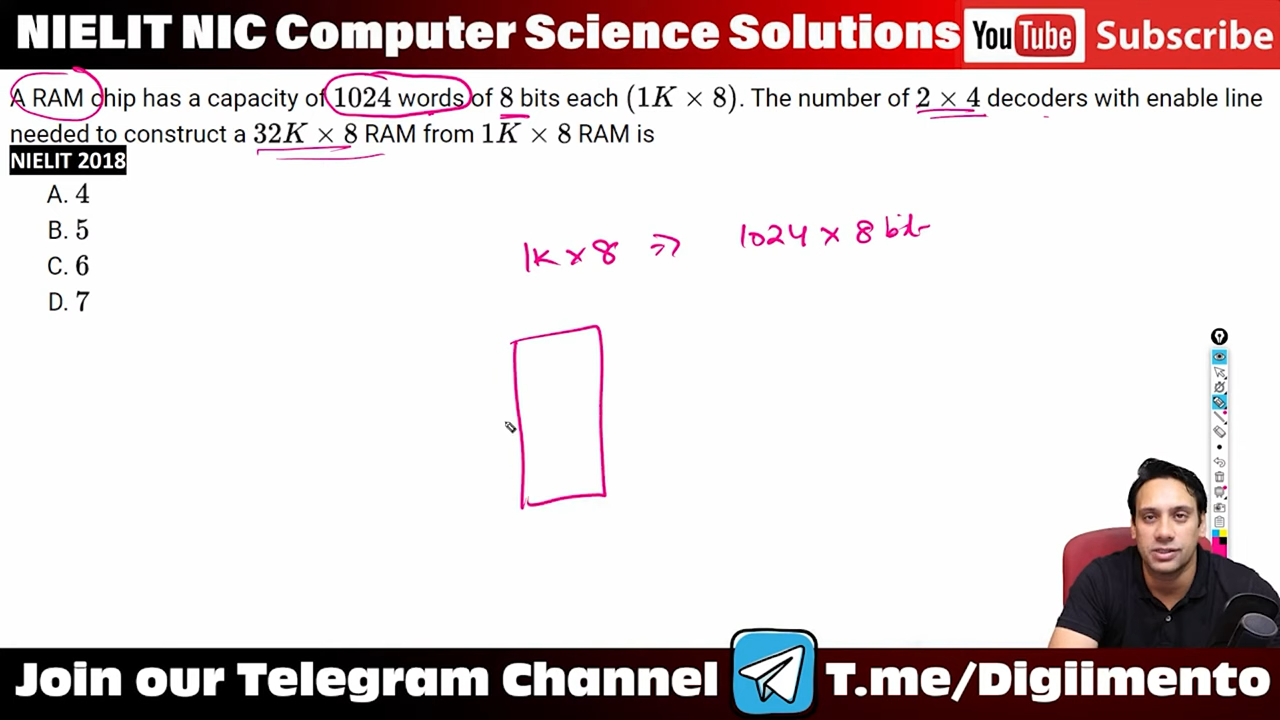 NIELIT NIC Computer Science Solutions YouTube Subscribe
A RAM chip has a capacity of 1024 words of 8 bits each (1K × 8). The number of 2 × 4 decoders with enable line
needed to construct a 32K × 8 RAM from 1K × 8 RAM is
NIELIT 2018
A. 4
B. 5
C. 6
D. 7
1K × 8 ⇒ 1024 × 8 bits
Join our Telegram Channel T.me/Digiimento